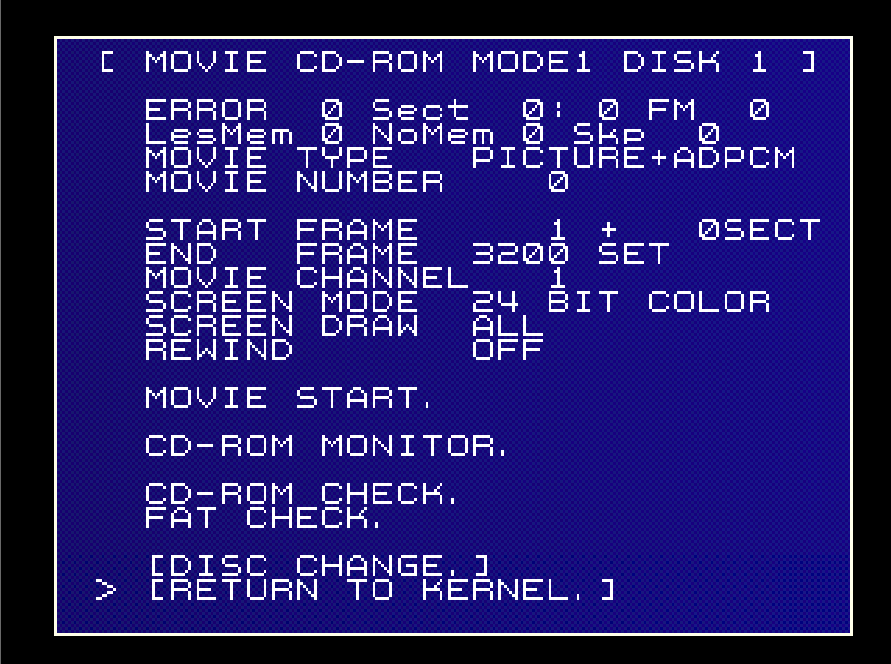 [ MOVIE CD-ROM MODE1 DISK 1 ]
ERROR 0 Sect 0: 0 FM 0
LesMem 0 NoMem 0 Skp 0
MOVIE TYPE PICTURE+ADPCM
MOVIE NUMBER 0
START FRAME 1 + 0SECT
END FRAME 3200 SET
MOVIE CHANNEL 1
SCREEN MODE 24 BIT COLOR
SCREEN DRAW ALL
REWIND OFF
MOVIE START.
CD-ROM MONITOR.
CD-ROM CHECK.
FAT CHECK.
[DISC CHANGE.]
> [RETURN TO KERNEL.]